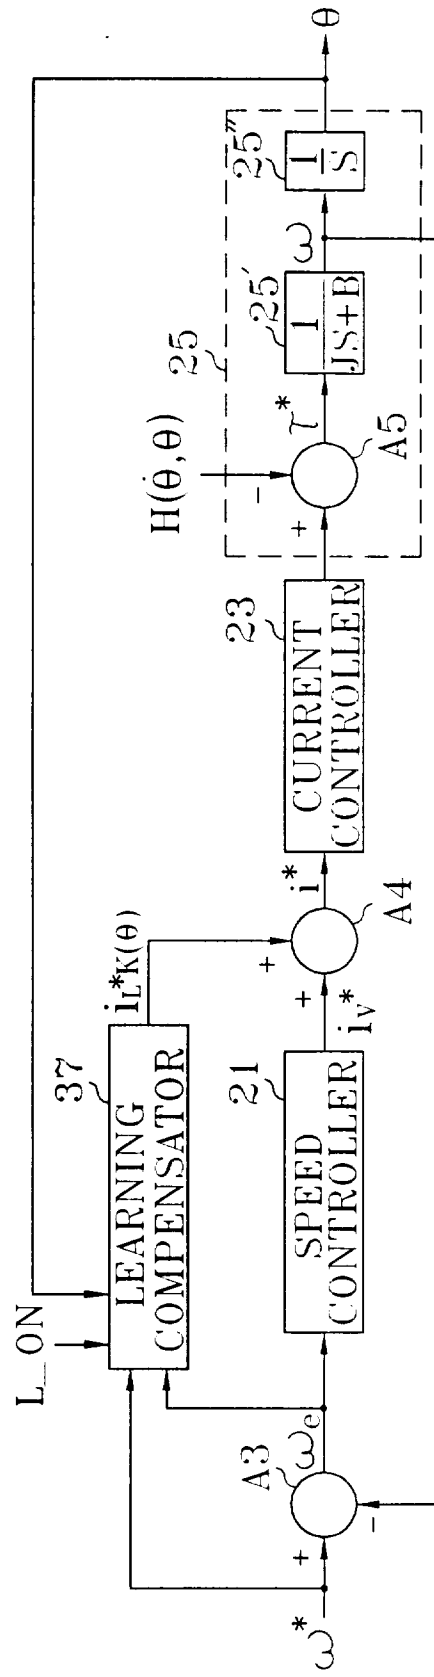 L_ON
37
LEARNING
COMPENSATOR
i_L*K(θ)
ω*
+
−
A3
ω_e
21
SPEED
CONTROLLER
i_v*
+
+
A4
i*
23
CURRENT
CONTROLLER
H(θ̇,θ)
−
+
A5
τ*
25
25′
1
JS+B
ω
25″
1
S
θ